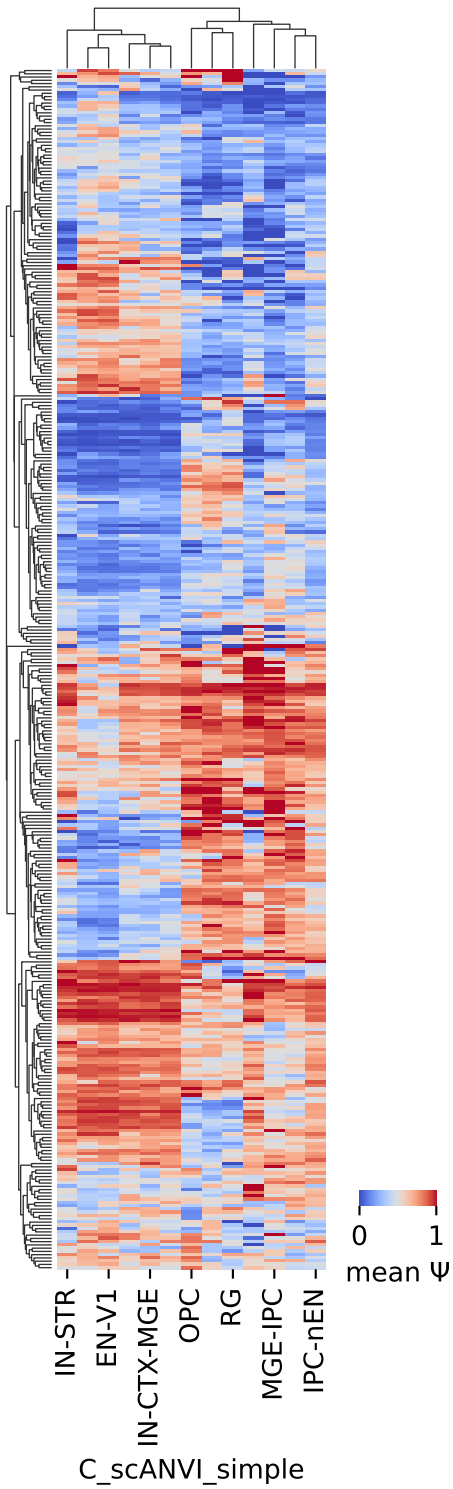 0
1
mean Ψ
IN-STR
EN-V1
IN-CTX-MGE
OPC
RG
MGE-IPC
IPC-nEN
C_scANVI_simple